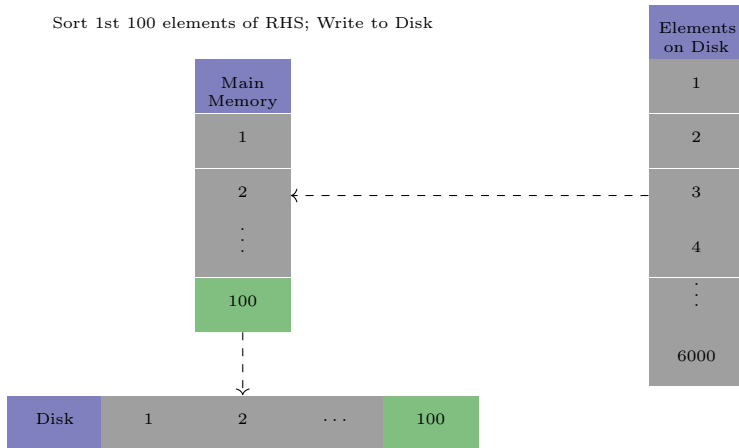 Sort 1st 100 elements of RHS; Write to Disk
Elements
on Disk
1
2
3
4
⋮
6000
Main
Memory
1
2
⋮
100
Disk
1
2
⋯
100